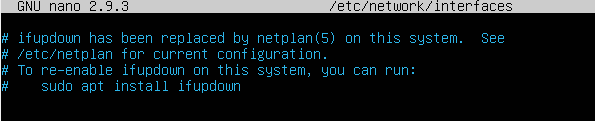 GNU nano 2.9.3 /etc/network/interfaces
# ifupdown has been replaced by netplan(5) on this system.  See
# /etc/netplan for current configuration.
# To re-enable ifupdown on this system, you can run:
#    sudo apt install ifupdown